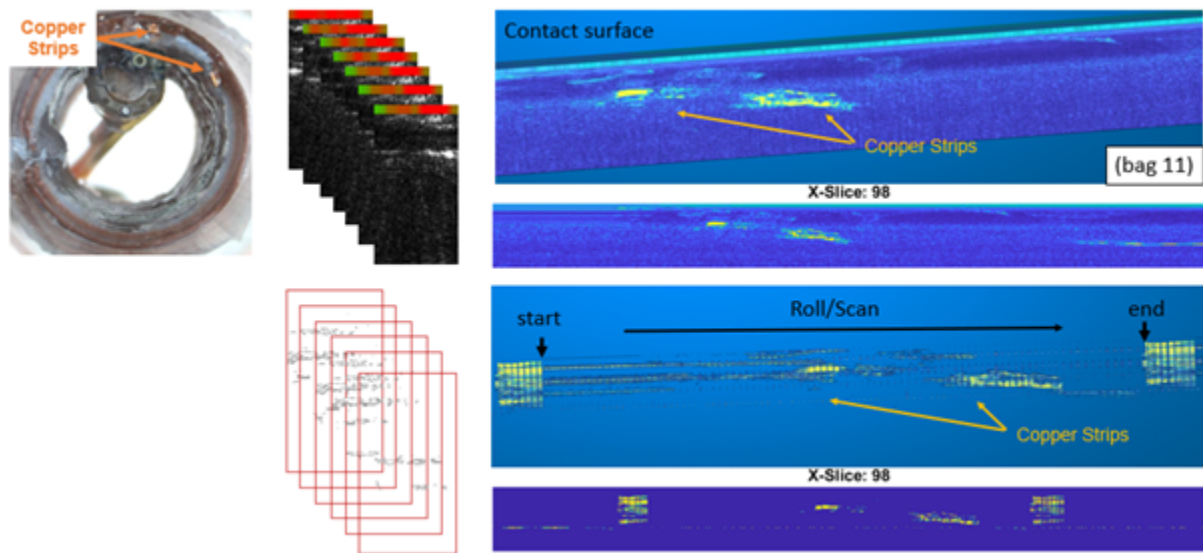 Copper
Strips
Contact surface
Copper Strips
(bag 11)
X-Slice: 98
start
Roll/Scan
end
Copper Strips
X-Slice: 98